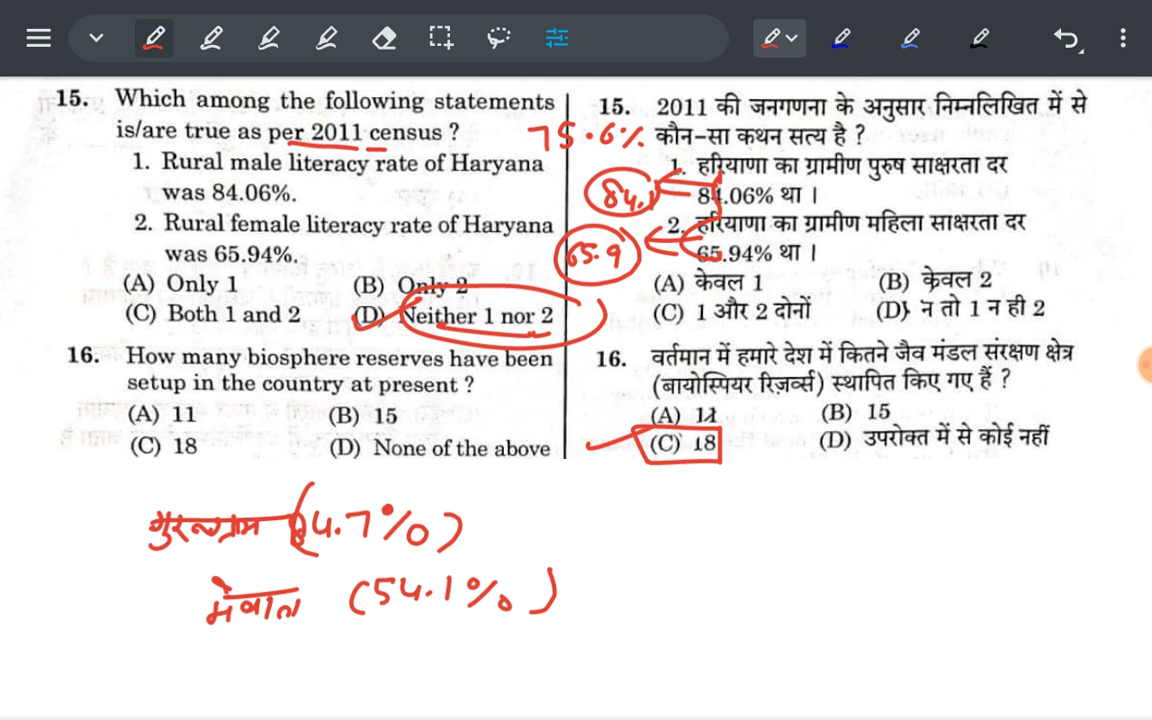 15. Which among the following statements
is/are true as per 2011 census ?
1. Rural male literacy rate of Haryana
was 84.06%.
2. Rural female literacy rate of Haryana
was 65.94%.
(A) Only 1 (B) Only 2
(C) Both 1 and 2 (D) Neither 1 nor 2
16. How many biosphere reserves have been
setup in the country at present ?
(A) 11 (B) 15
(C) 18 (D) None of the above
75.6%
15. 2011 की जनगणना के अनुसार निम्नलिखित में से
कौन-सा कथन सत्य है ?
1. हरियाणा का ग्रामीण पुरुष साक्षरता दर
84.06% था ।
84.1
2. हरियाणा का ग्रामीण महिला साक्षरता दर
65.94% था ।
65.9
(A) केवल 1 (B) केवल 2
(C) 1 और 2 दोनों (D) न तो 1 न ही 2
16. वर्तमान में हमारे देश में कितने जैव मंडल संरक्षण क्षेत्र
(बायोस्पियर रिज़र्व्स) स्थापित किए गए हैं ?
(A) 11 (B) 15
(C) 18 (D) उपरोक्त में से कोई नहीं
(84.7%)
मेवात (54.1%)